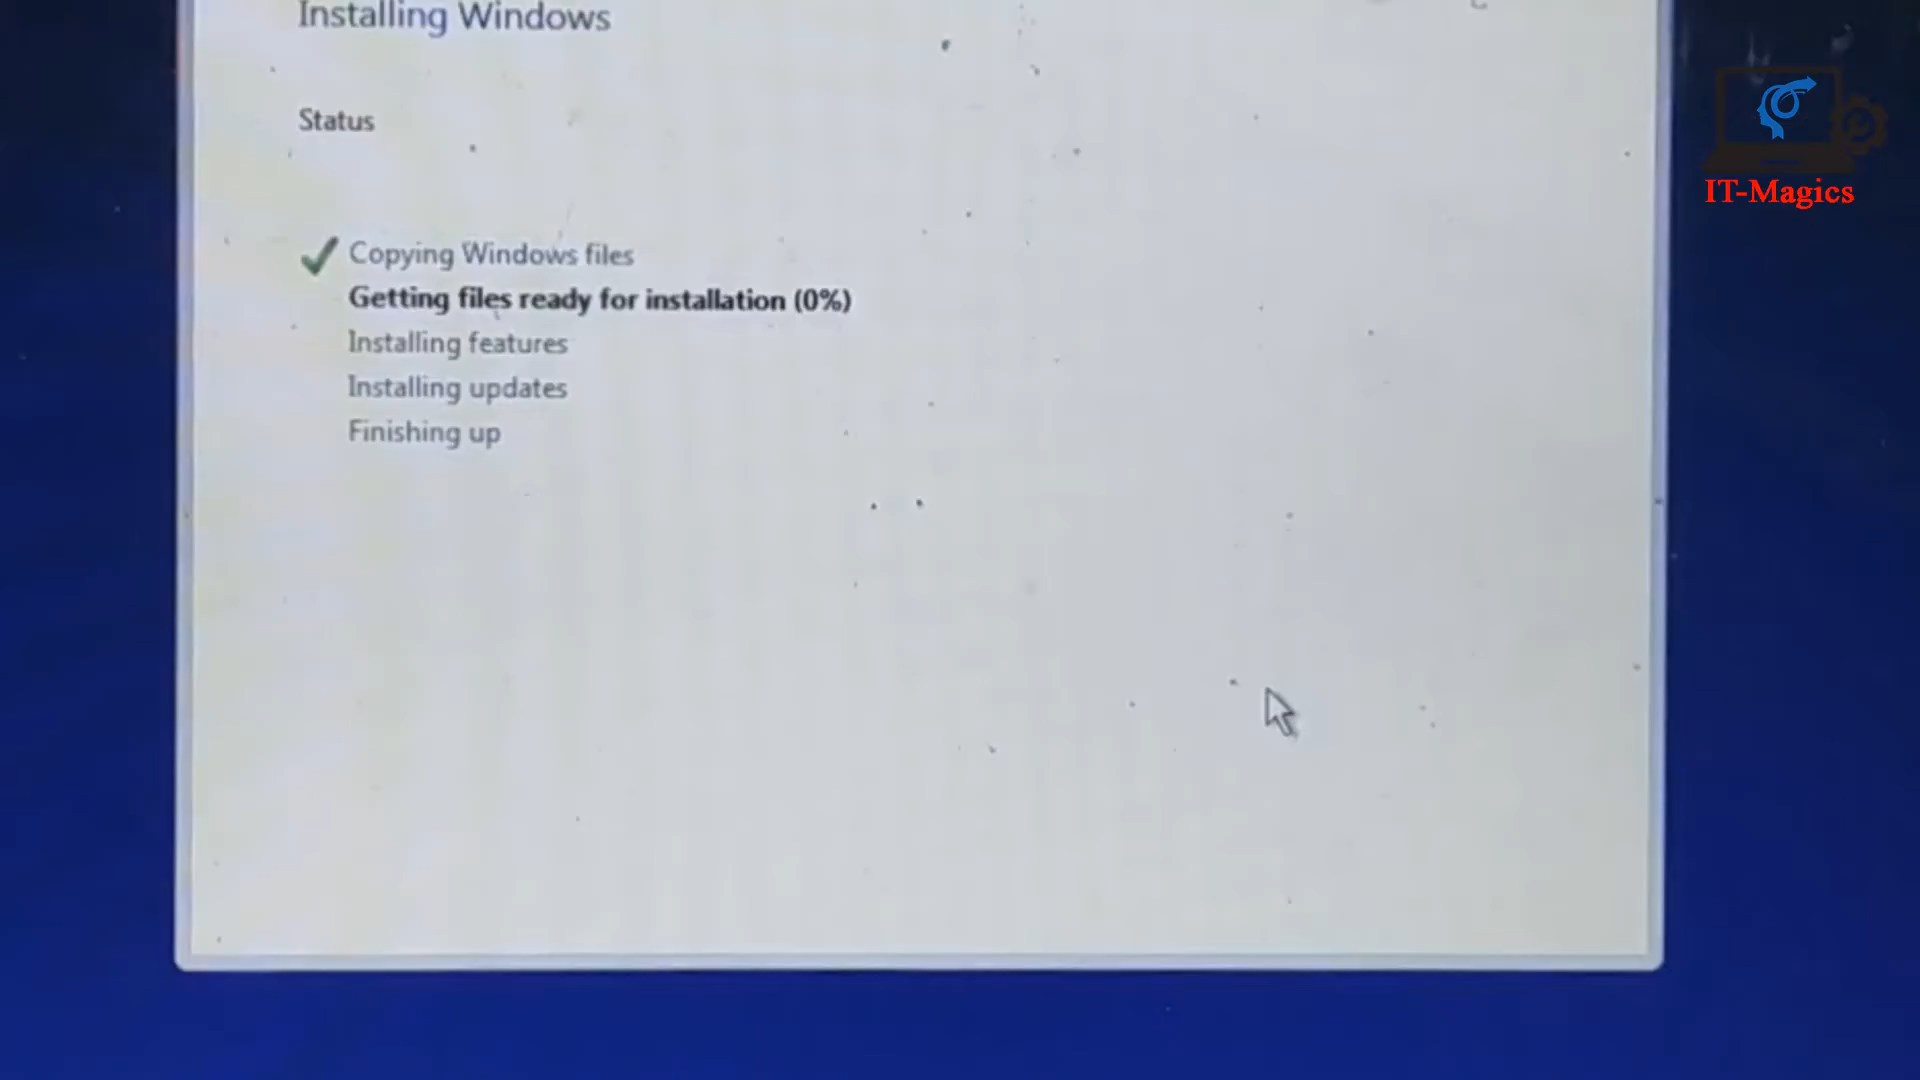 Installing Windows
Status
Copying Windows files
Getting files ready for installation (0%)
Installing features
Installing updates
Finishing up
IT-Magics